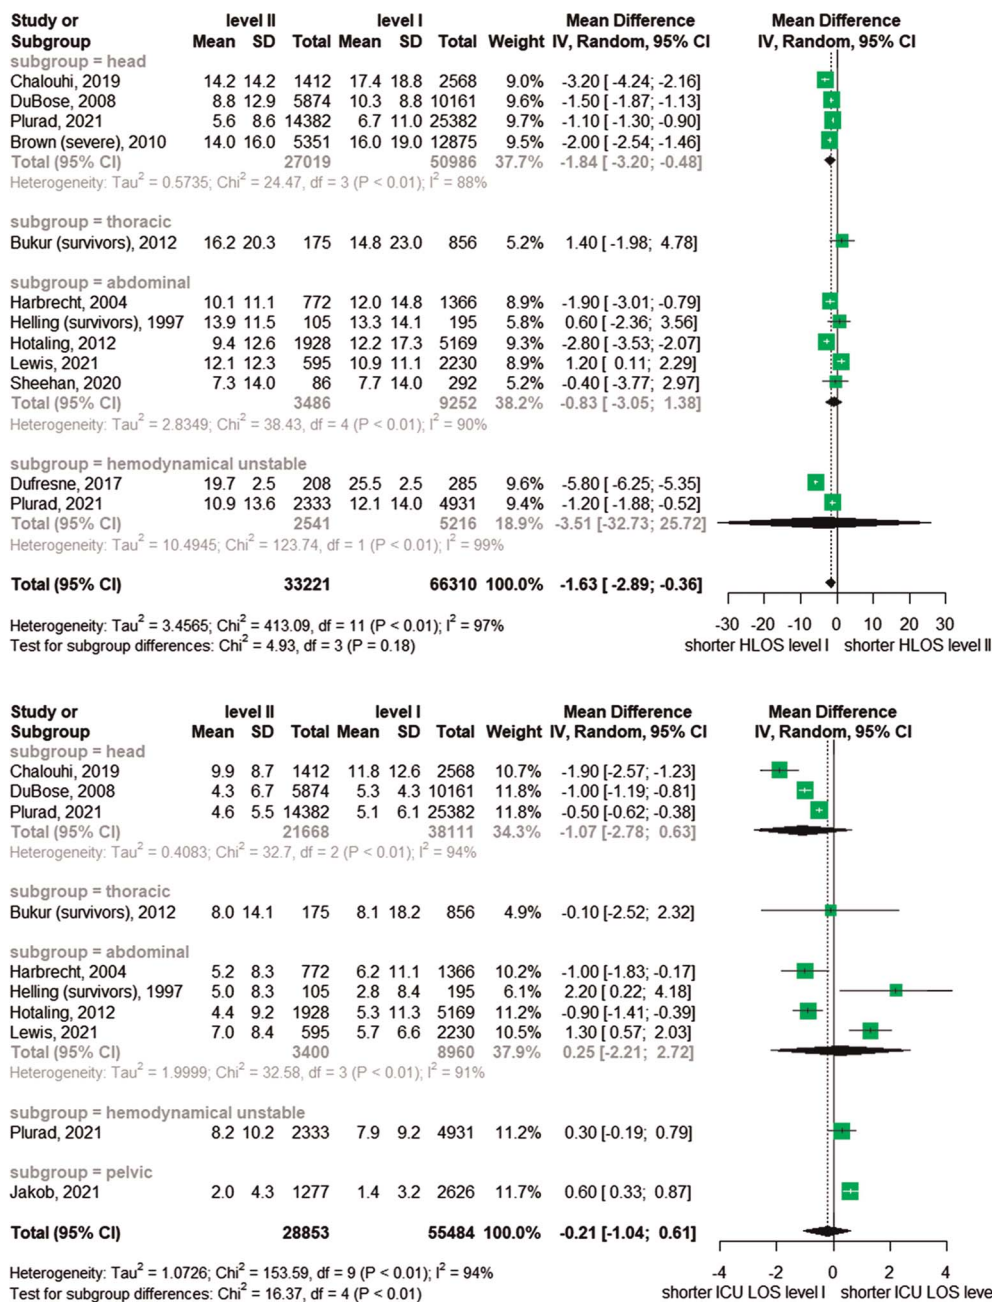 Study or level II level I Mean Difference Mean Difference
Subgroup Mean SD Total Mean SD Total Weight IV, Random, 95% CI IV, Random, 95% CI
subgroup = head
Chalouhi, 2019 14.2 14.2 1412 17.4 18.8 2568 9.0% -3.20 [ -4.24; -2.16]
DuBose, 2008 8.8 12.9 5874 10.3 8.8 10161 9.6% -1.50 [ -1.87; -1.13]
Plurad, 2021 5.6 8.6 14382 6.7 11.0 25382 9.7% -1.10 [ -1.30; -0.90]
Brown (severe), 2010 14.0 16.0 5351 16.0 19.0 12875 9.5% -2.00 [ -2.54; -1.46]
Total (95% CI) 27019 50986 37.7% -1.84 [ -3.20; -0.48]
Heterogeneity: Tau² = 0.5735; Chi² = 24.47, df = 3 (P < 0.01); I² = 88%
subgroup = thoracic
Bukur (survivors), 2012 16.2 20.3 175 14.8 23.0 856 5.2% 1.40 [ -1.98; 4.78]
subgroup = abdominal
Harbrecht, 2004 10.1 11.1 772 12.0 14.8 1366 8.9% -1.90 [ -3.01; -0.79]
Helling (survivors), 1997 13.9 11.5 105 13.3 14.1 195 5.8% 0.60 [ -2.36; 3.56]
Hotaling, 2012 9.4 12.6 1928 12.2 17.3 5169 9.3% -2.80 [ -3.53; -2.07]
Lewis, 2021 12.1 12.3 595 10.9 11.1 2230 8.9% 1.20 [ 0.11; 2.29]
Sheehan, 2020 7.3 14.0 86 7.7 14.0 292 5.2% -0.40 [ -3.77; 2.97]
Total (95% CI) 3486 9252 38.2% -0.83 [ -3.05; 1.38]
Heterogeneity: Tau² = 2.8349; Chi² = 38.43, df = 4 (P < 0.01); I² = 90%
subgroup = hemodynamical unstable
Dufresne, 2017 19.7 2.5 208 25.5 2.5 285 9.6% -5.80 [ -6.25; -5.35]
Plurad, 2021 10.9 13.6 2333 12.1 14.0 4931 9.4% -1.20 [ -1.88; -0.52]
Total (95% CI) 2541 5216 18.9% -3.51 [-32.73; 25.72]
Heterogeneity: Tau² = 10.4945; Chi² = 123.74, df = 1 (P < 0.01); I² = 99%
Total (95% CI) 33221 66310 100.0% -1.63 [ -2.89; -0.36]
Heterogeneity: Tau² = 3.4565; Chi² = 413.09, df = 11 (P < 0.01); I² = 97%
Test for subgroup differences: Chi² = 4.93, df = 3 (P = 0.18)
-30 -20 -10 0 10 20 30
shorter HLOS level I shorter HLOS level II
Study or level II level I Mean Difference Mean Difference
Subgroup Mean SD Total Mean SD Total Weight IV, Random, 95% CI IV, Random, 95% CI
subgroup = head
Chalouhi, 2019 9.9 8.7 1412 11.8 12.6 2568 10.7% -1.90 [-2.57; -1.23]
DuBose, 2008 4.3 6.7 5874 5.3 4.3 10161 11.8% -1.00 [-1.19; -0.81]
Plurad, 2021 4.6 5.5 14382 5.1 6.1 25382 11.8% -0.50 [-0.62; -0.38]
Total (95% CI) 21668 38111 34.3% -1.07 [-2.78; 0.63]
Heterogeneity: Tau² = 0.4083; Chi² = 32.7, df = 2 (P < 0.01); I² = 94%
subgroup = thoracic
Bukur (survivors), 2012 8.0 14.1 175 8.1 18.2 856 4.9% -0.10 [-2.52; 2.32]
subgroup = abdominal
Harbrecht, 2004 5.2 8.3 772 6.2 11.1 1366 10.2% -1.00 [-1.83; -0.17]
Helling (survivors), 1997 5.0 8.3 105 2.8 8.4 195 6.1% 2.20 [ 0.22; 4.18]
Hotaling, 2012 4.4 9.2 1928 5.3 11.3 5169 11.2% -0.90 [-1.41; -0.39]
Lewis, 2021 7.0 8.4 595 5.7 6.6 2230 10.5% 1.30 [ 0.57; 2.03]
Total (95% CI) 3400 8960 37.9% 0.25 [-2.21; 2.72]
Heterogeneity: Tau² = 1.9999; Chi² = 32.58, df = 3 (P < 0.01); I² = 91%
subgroup = hemodynamical unstable
Plurad, 2021 8.2 10.2 2333 7.9 9.2 4931 11.2% 0.30 [-0.19; 0.79]
subgroup = pelvic
Jakob, 2021 2.0 4.3 1277 1.4 3.2 2626 11.7% 0.60 [ 0.33; 0.87]
Total (95% CI) 28853 55484 100.0% -0.21 [-1.04; 0.61]
Heterogeneity: Tau² = 1.0726; Chi² = 153.59, df = 9 (P < 0.01); I² = 94%
Test for subgroup differences: Chi² = 16.37, df = 4 (P < 0.01)
-4 -2 0 2 4
shorter ICU LOS level I shorter ICU LOS level